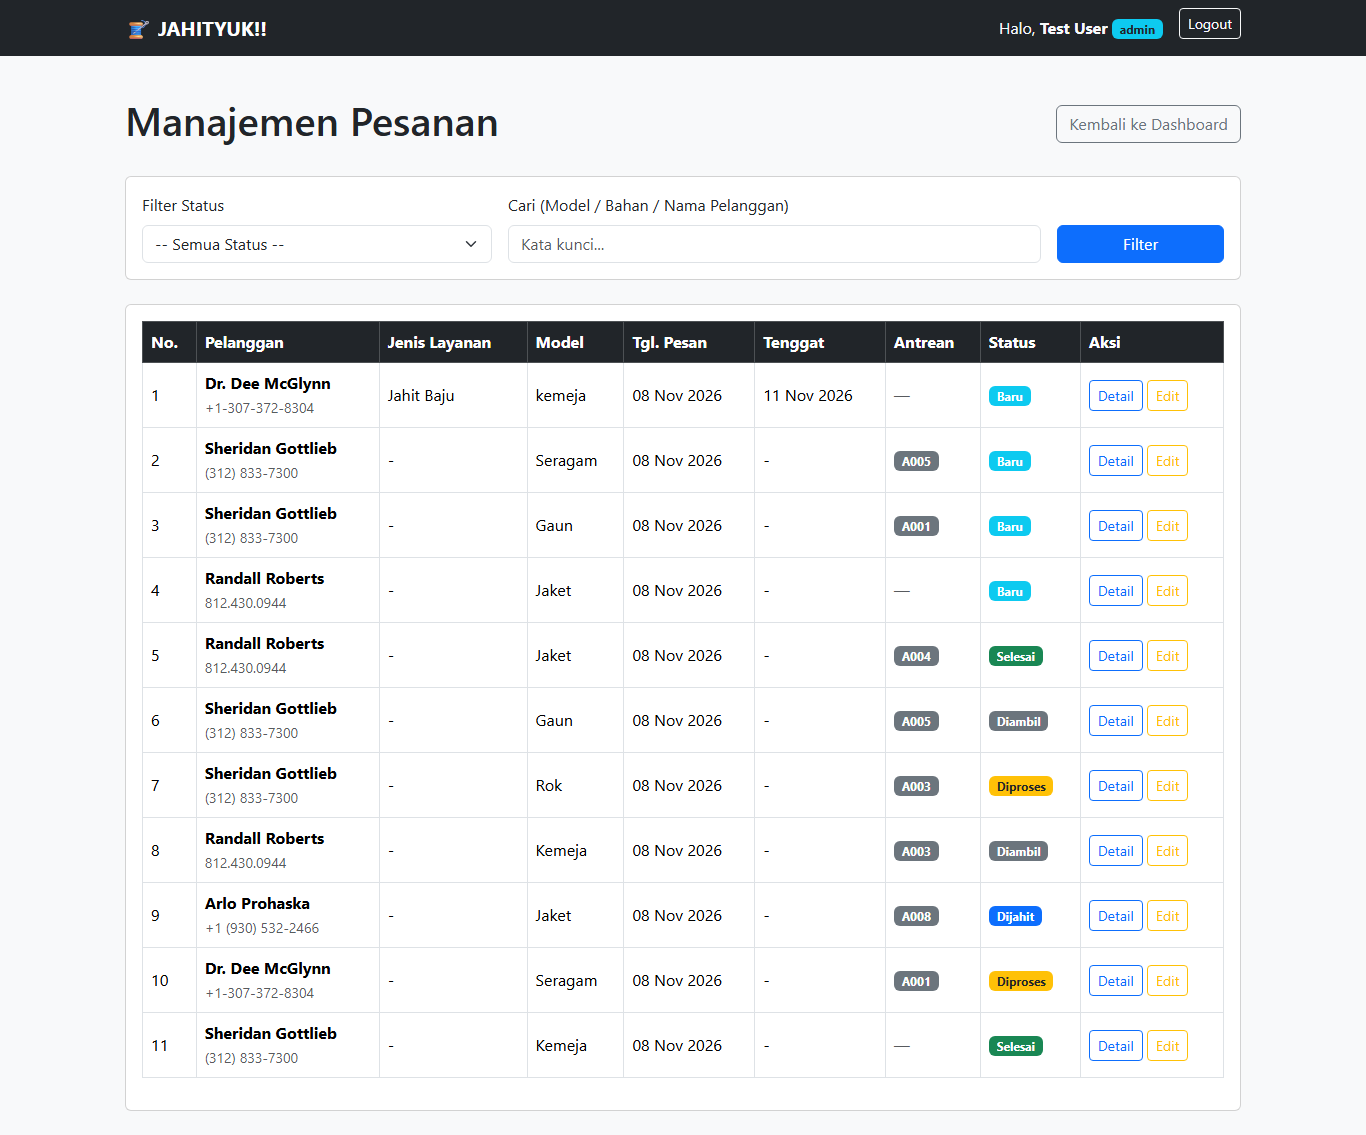 JAHITYUK!!
Halo, Test User admin
Logout
Manajemen Pesanan
Kembali ke Dashboard
Filter Status
Cari (Model / Bahan / Nama Pelanggan)
-- Semua Status --
Kata kunci...
Filter
No. Pelanggan Jenis Layanan Model Tgl. Pesan Tenggat Antrean Status Aksi
1 Dr. Dee McGlynn Jahit Baju kemeja 08 Nov 2026 11 Nov 2026 — Baru Detail Edit
+1-307-372-8304
2 Sheridan Gottlieb - Seragam 08 Nov 2026 - A005 Baru Detail Edit
(312) 833-7300
3 Sheridan Gottlieb - Gaun 08 Nov 2026 - A001 Baru Detail Edit
(312) 833-7300
4 Randall Roberts - Jaket 08 Nov 2026 - — Baru Detail Edit
812.430.0944
5 Randall Roberts - Jaket 08 Nov 2026 - A004 Selesai Detail Edit
812.430.0944
6 Sheridan Gottlieb - Gaun 08 Nov 2026 - A005 Diambil Detail Edit
(312) 833-7300
7 Sheridan Gottlieb - Rok 08 Nov 2026 - A003 Diproses Detail Edit
(312) 833-7300
8 Randall Roberts - Kemeja 08 Nov 2026 - A003 Diambil Detail Edit
812.430.0944
9 Arlo Prohaska - Jaket 08 Nov 2026 - A008 Dijahit Detail Edit
+1 (930) 532-2466
10 Dr. Dee McGlynn - Seragam 08 Nov 2026 - A001 Diproses Detail Edit
+1-307-372-8304
11 Sheridan Gottlieb - Kemeja 08 Nov 2026 - — Selesai Detail Edit
(312) 833-7300